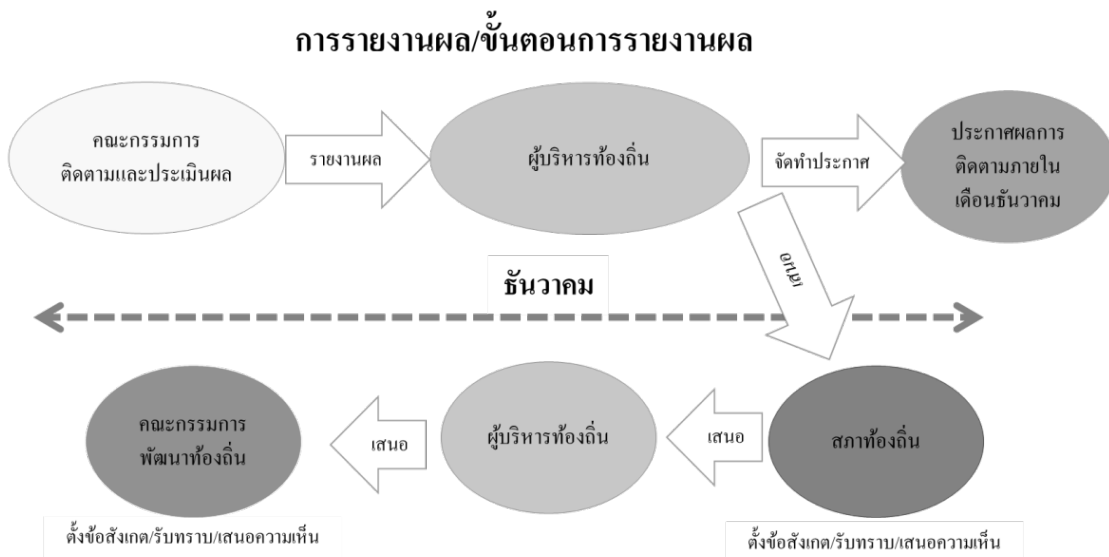 การรายงานผล/ขั้นตอนการรายงานผล
คณะกรรมการ
ติดตามและประเมินผล
รายงานผล
ผู้บริหารท้องถิ่น
จัดทำประกาศ
ประกาศผลการ
ติดตามภายใน
เดือนธันวาคม
เสนอ
ธันวาคม
คณะกรรมการ
พัฒนาท้องถิ่น
เสนอ
ผู้บริหารท้องถิ่น
เสนอ
สภาท้องถิ่น
ตั้งข้อสังเกต/รับทราบ/เสนอความเห็น
ตั้งข้อสังเกต/รับทราบ/เสนอความเห็น